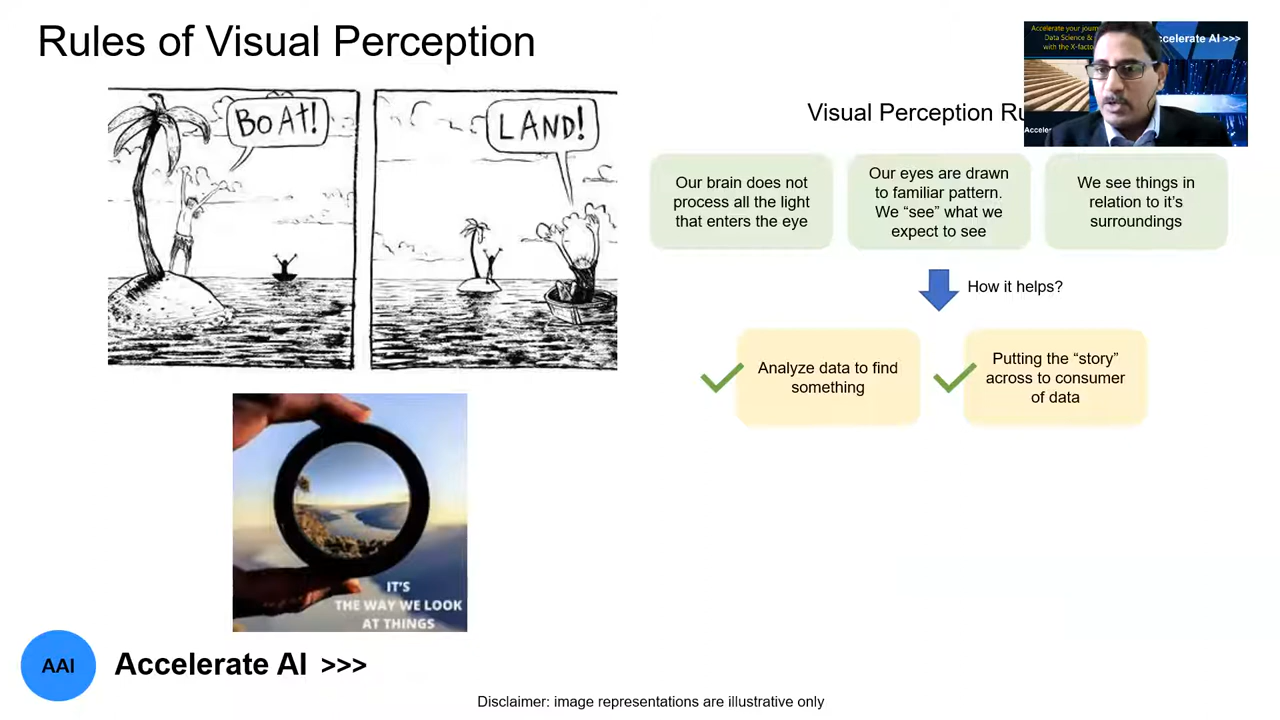 Rules of Visual Perception
BOAt!
LAND!
Accelerate your journ
Data Science &
with the X-facto
celerate AI >>>
Acceler
Visual Perception Ru
Our brain does not
process all the light
that enters the eye
Our eyes are drawn
to familiar pattern.
We “see” what we
expect to see
We see things in
relation to it’s
surroundings
How it helps?
Analyze data to find
something
Putting the “story”
across to consumer
of data
IT'S
THE WAY WE LOOK
AT THINGS
AAI
Accelerate AI >>>
Disclaimer: image representations are illustrative only